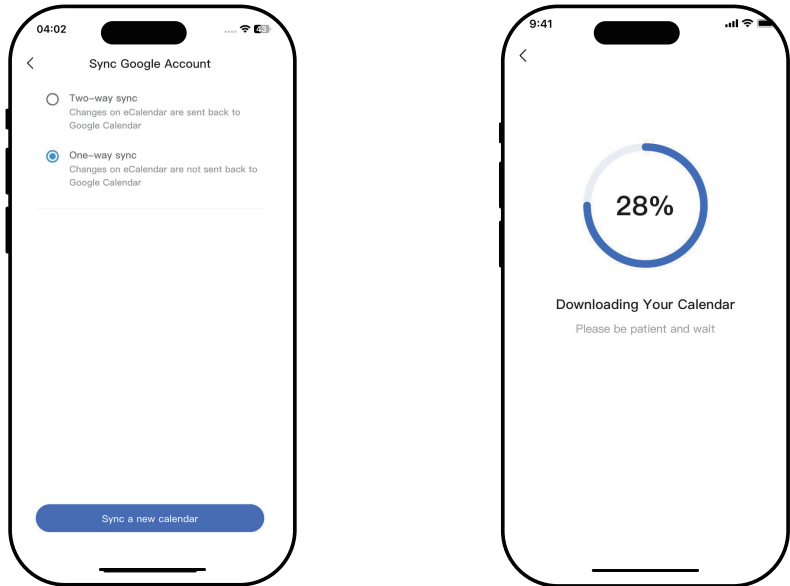 04:02
Sync Google Account
Two-way sync
Changes on eCalendar are sent back to
Google Calendar
One-way sync
Changes on eCalendar are not sent back to
Google Calendar
Sync a new calendar
9:41
28%
Downloading Your Calendar
Please be patient and wait